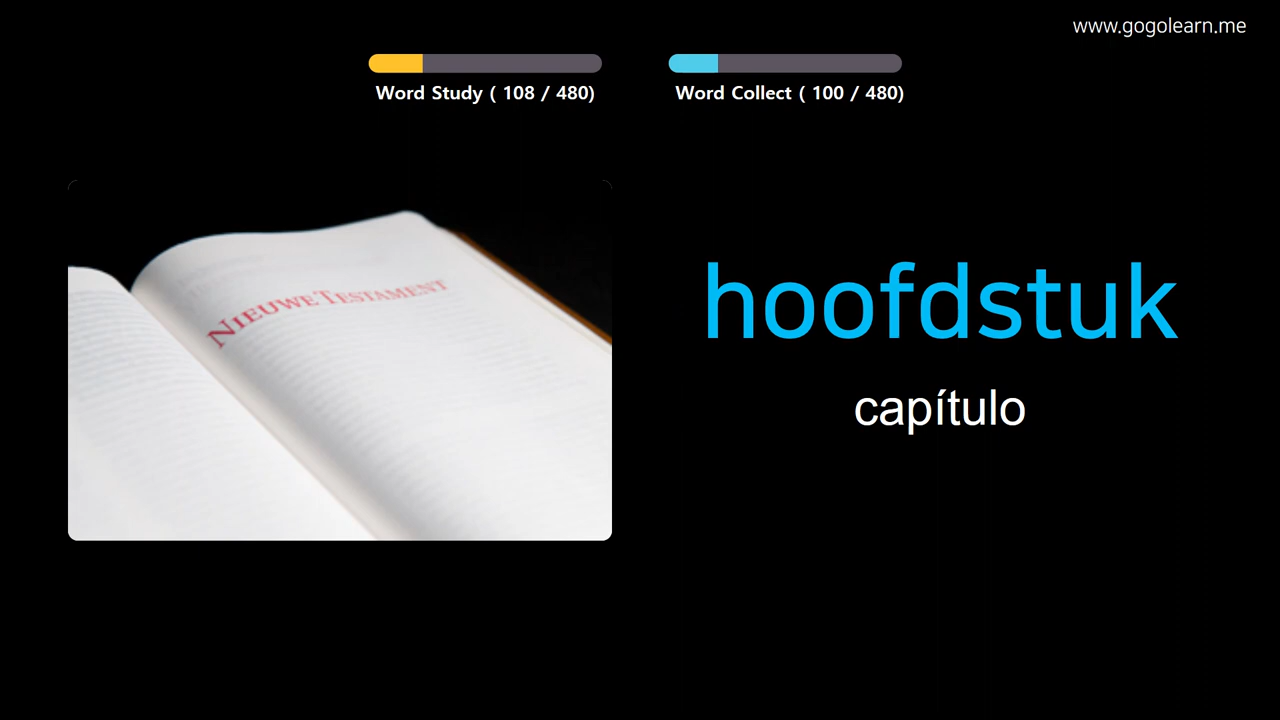 www.gogolearn.me
Word Study ( 108 / 480)
Word Collect ( 100 / 480)
NIEUWE TESTAMENT
hoofdstuk
capítulo